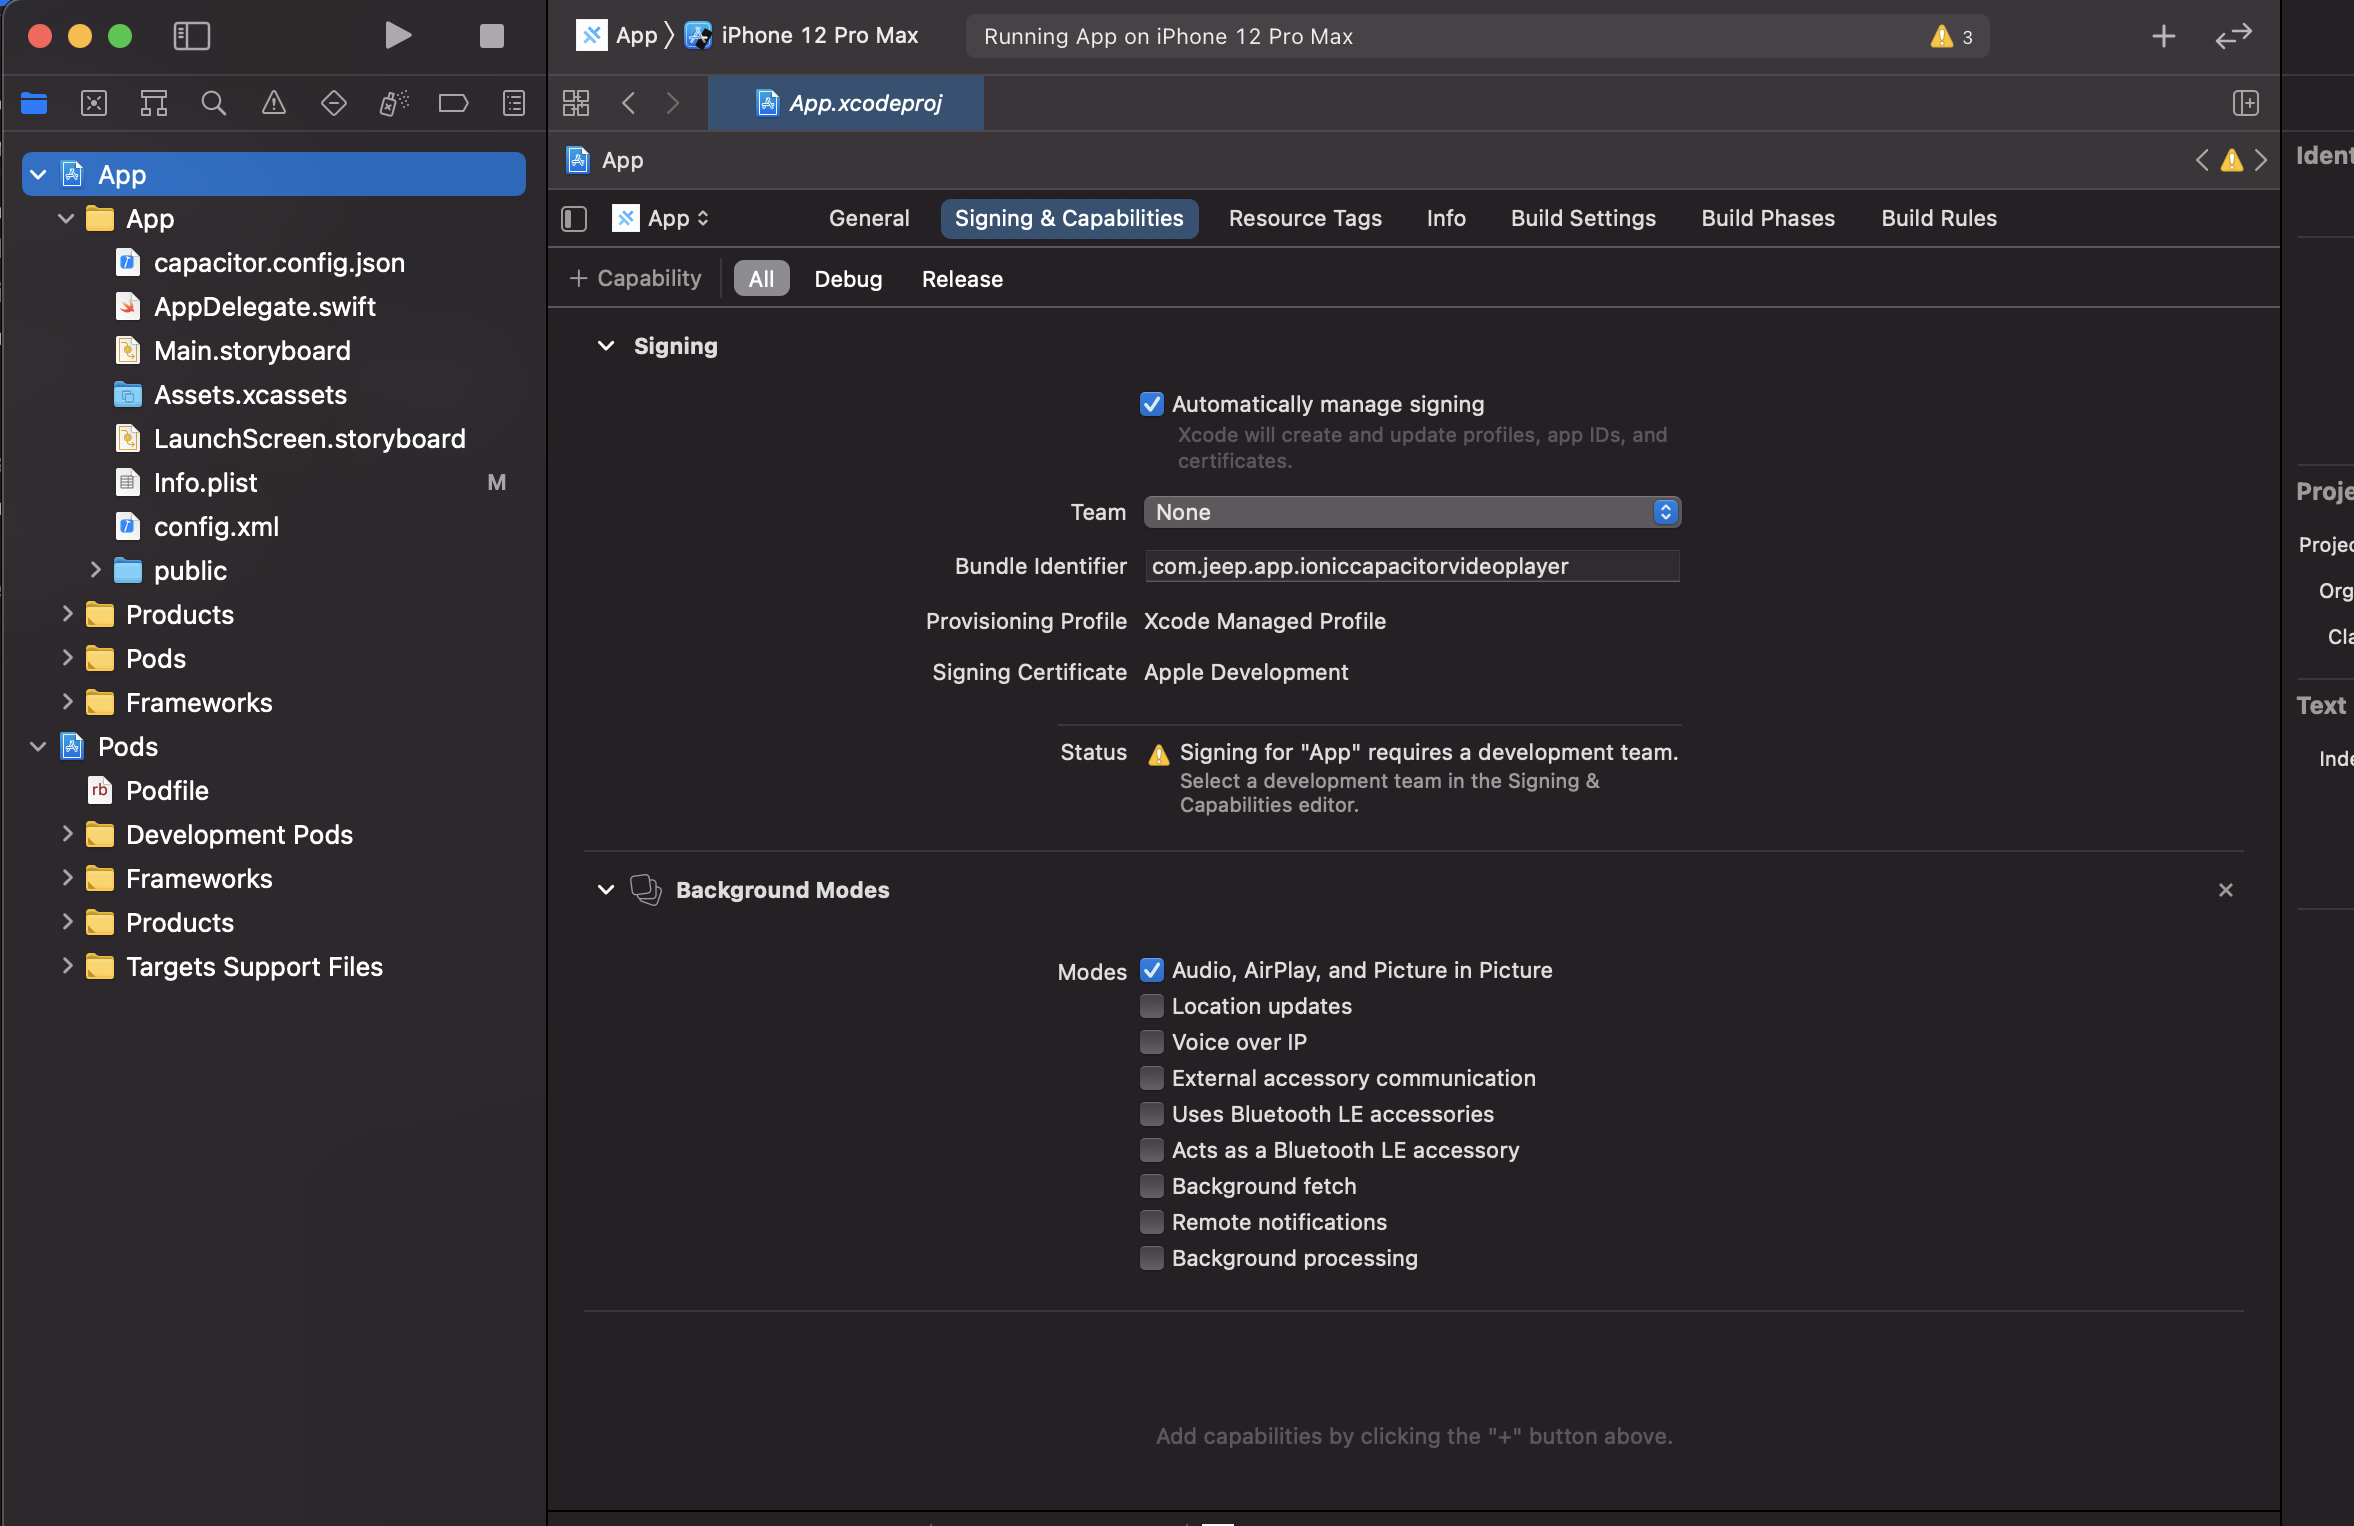 App
iPhone 12 Pro Max
Running App on iPhone 12 Pro Max
3
App.xcodeproj
App
App
General
Signing & Capabilities
Resource Tags
Info
Build Settings
Build Phases
Build Rules
+ Capability
All
Debug
Release
App
App
capacitor.config.json
AppDelegate.swift
Main.storyboard
Assets.xcassets
LaunchScreen.storyboard
Info.plist
M
config.xml
public
Products
Pods
Frameworks
Pods
rb
Podfile
Development Pods
Frameworks
Products
Targets Support Files
Signing
Automatically manage signing
Xcode will create and update profiles, app IDs, and
certificates.
Team
None
Bundle Identifier
com.jeep.app.ioniccapacitorvideoplayer
Provisioning Profile
Xcode Managed Profile
Signing Certificate
Apple Development
Status
Signing for "App" requires a development team.
Select a development team in the Signing &
Capabilities editor.
Background Modes
Modes
Audio, AirPlay, and Picture in Picture
Location updates
Voice over IP
External accessory communication
Uses Bluetooth LE accessories
Acts as a Bluetooth LE accessory
Background fetch
Remote notifications
Background processing
Add capabilities by clicking the "+" button above.
Ident
Proje
Projec
Org
Cla
Text
Inde